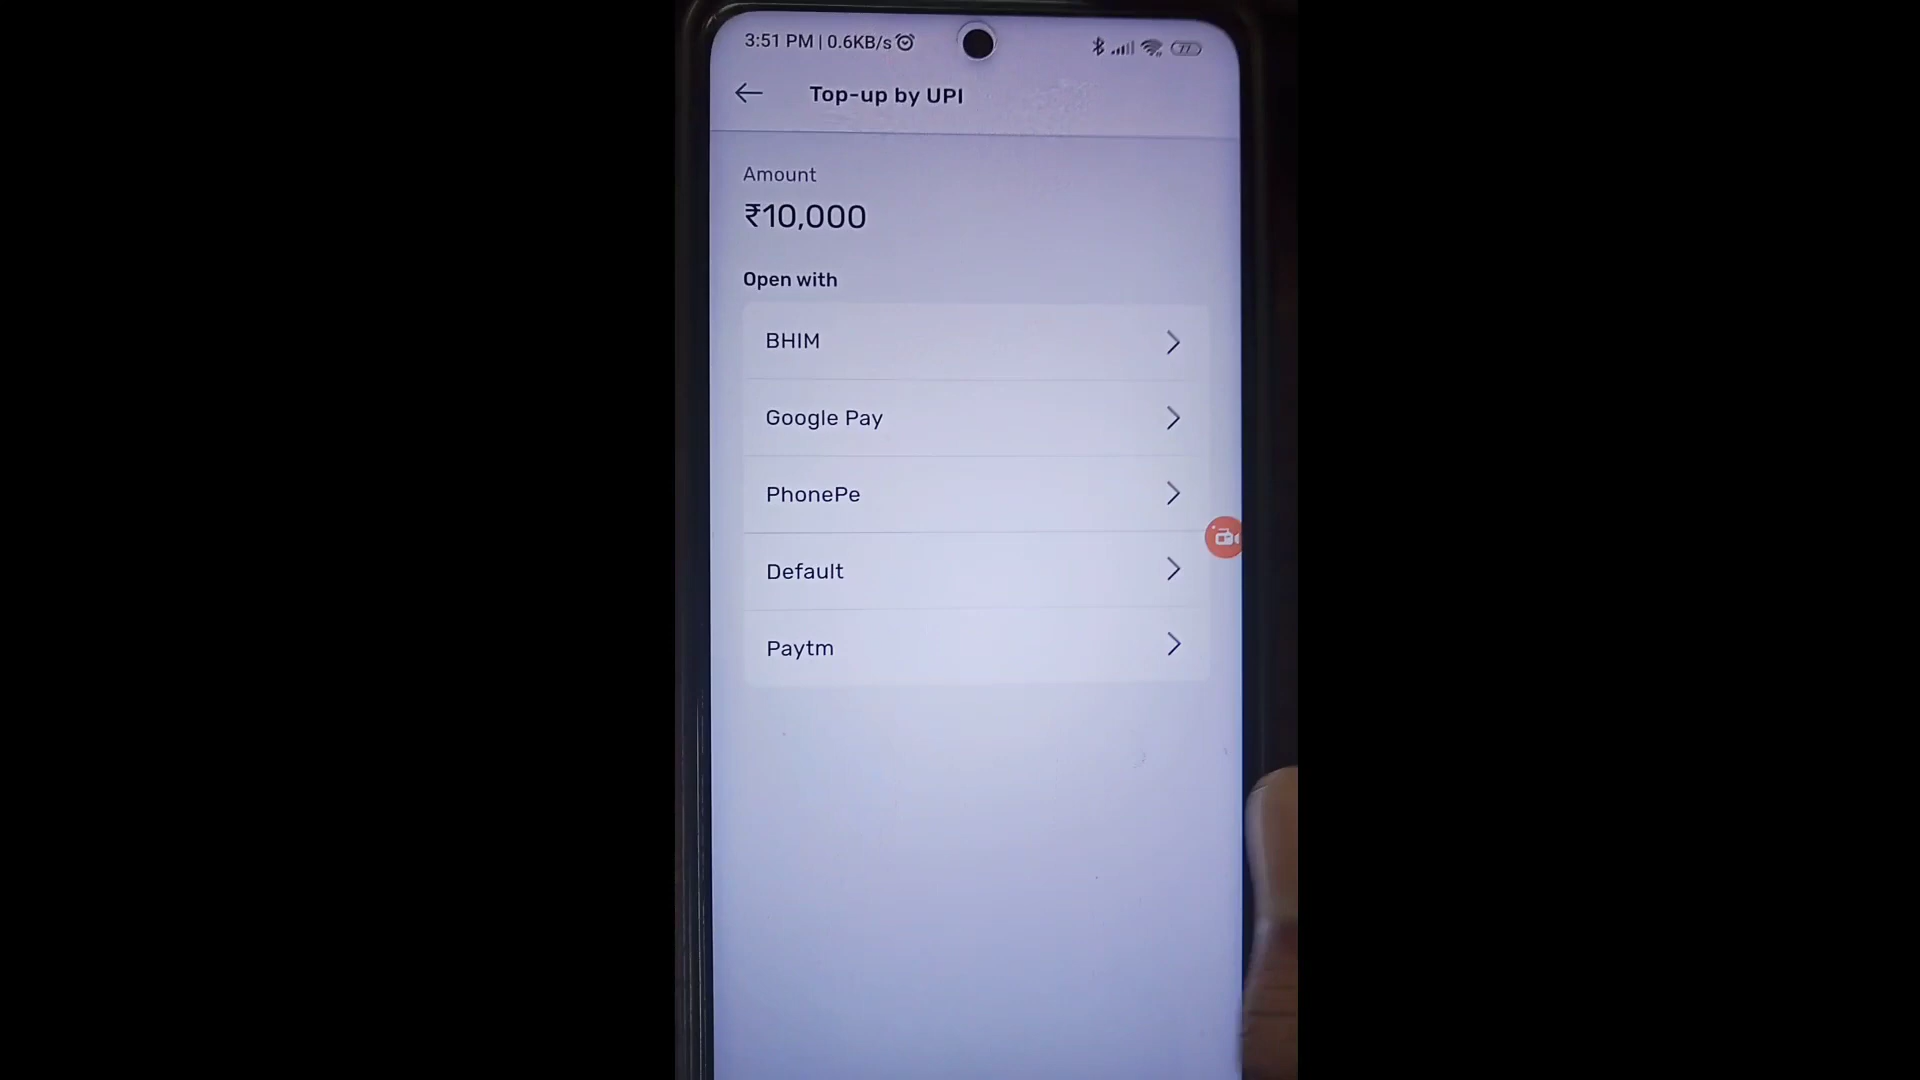 3:51 PM | 0.6KB/s
77
Top-up by UPI
Amount
₹10,000
Open with
BHIM
Google Pay
PhonePe
Default
Paytm